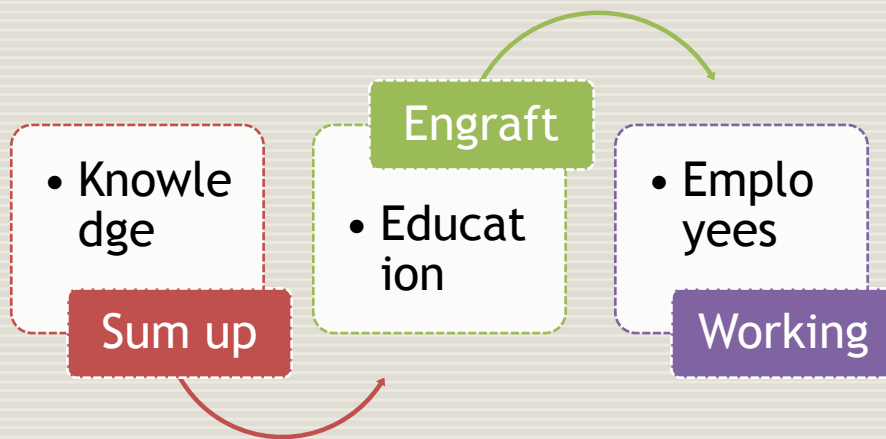 • Knowle
dge
Sum up
Engraft
• Educat
ion
• Emplo
yees
Working